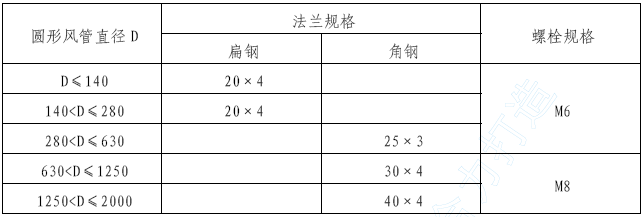 圆形风管直径 D 法兰规格 螺栓规格
扁钢 角钢
D≤140 20×4 M6
140<D≤280 20×4
280<D≤630 25×3
630<D≤1250 30×4 M8
1250<D≤2000 40×4